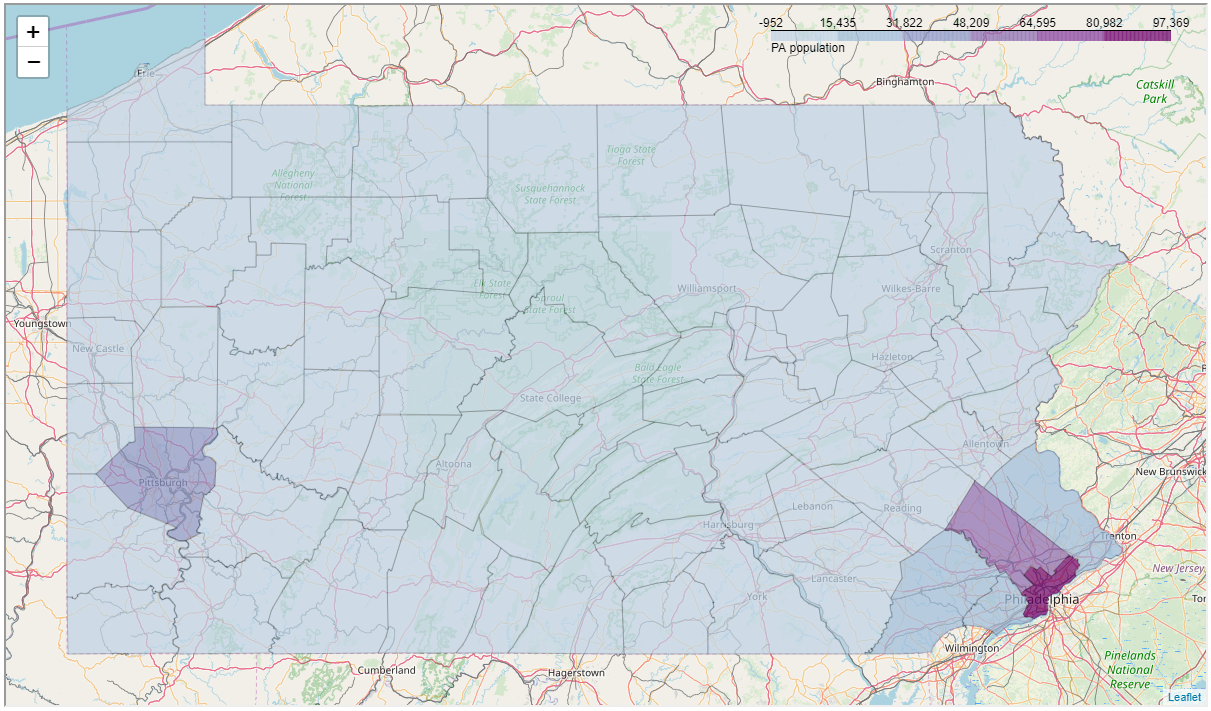 +
−
-952 15,435 31,822 48,209 64,595 80,982 97,369
PA population
Erie
Binghamton
Catskill
Park
Tioga State
Forest
Allegheny
National
Forest
Susquehannock
State Forest
Scranton
Elk State
Forest
Sproul
State Forest
Williamsport
Wilkes-Barre
Youngstown
New Castle
Hazleton
Bald Eagle
State Forest
State College
Allentown
Altoona
New Brunswick
Pittsburgh
Lebanon
Reading
Harrisburg
Trenton
New Jersey
Lancaster
York
Philadelphia
Wilmington
Cumberland
Hagerstown
Pinelands
National
Reserve
Leaflet